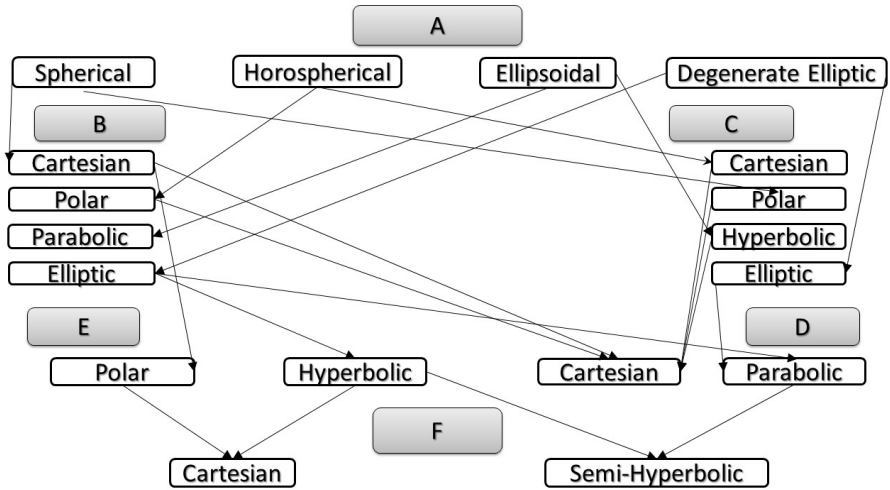 A
Spherical
Horospherical
Ellipsoidal
Degenerate Elliptic
B
C
Cartesian
Cartesian
Polar
Polar
Parabolic
Hyperbolic
Elliptic
Elliptic
E
D
Polar
Hyperbolic
Cartesian
Parabolic
F
Cartesian
Semi-Hyperbolic